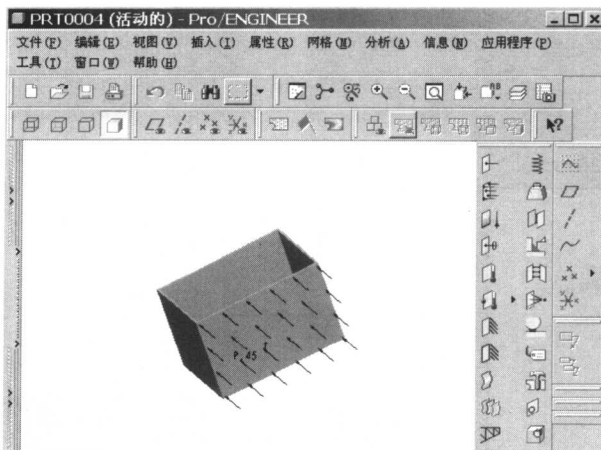 PRT0004 (活动的) - Pro/ENGINEER
文件(F) 编辑(E) 视图(V) 插入(I) 属性(R) 网格(M) 分析(A) 信息(N) 应用程序(P)
工具(T) 窗口(W) 帮助(H)
P 45